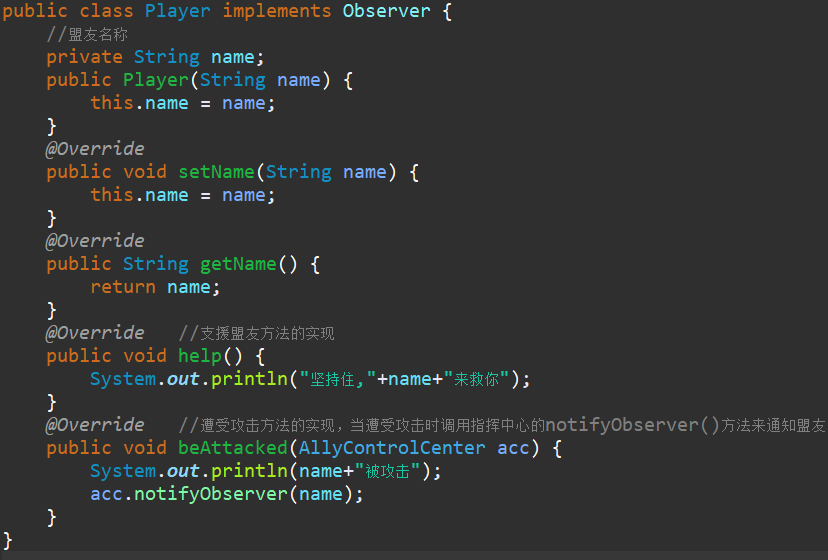 public class Player implements Observer {
    //盟友名称
    private String name;
    public Player(String name) {
        this.name = name;
    }
    @Override
    public void setName(String name) {
        this.name = name;
    }
    @Override
    public String getName() {
        return name;
    }
    @Override   //支援盟友方法的实现
    public void help() {
        System.out.println("坚持住,"+name+"来救你");
    }
    @Override   //遭受攻击方法的实现，当遭受攻击时调用指挥中心的notifyObserver()方法来通知盟友
    public void beAttacked(AllyControlCenter acc) {
        System.out.println(name+"被攻击");
        acc.notifyObserver(name);
    }
}